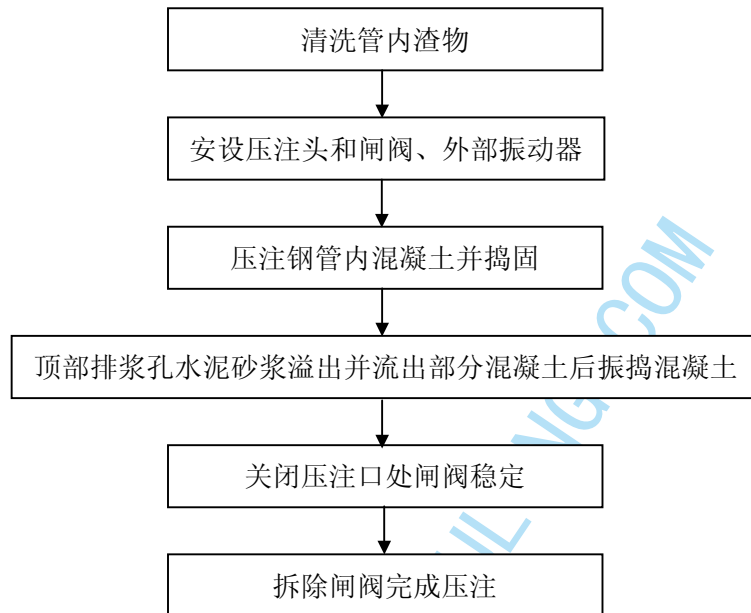 清洗管内渣物
安设压注头和闸阀、外部振动器
压注钢管内混凝土并捣固
顶部排浆孔水泥砂浆溢出并流出部分混凝土后振捣混凝土
关闭压注口处闸阀稳定
拆除闸阀完成压注